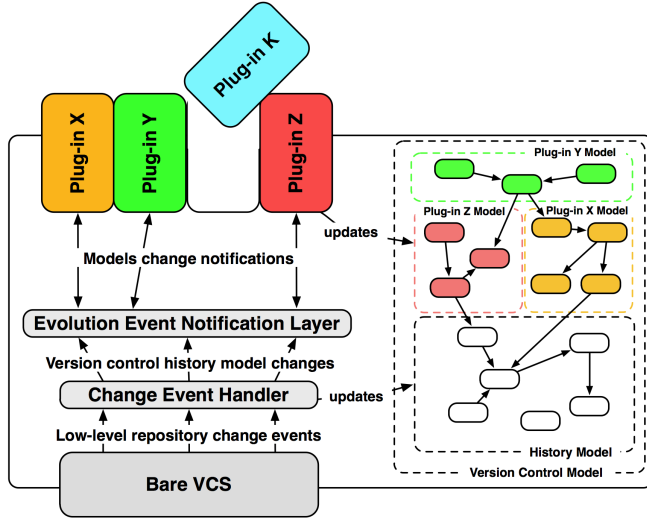 Plug-in K
Plug-in X
Plug-in Y
Plug-in Z
Plug-in Y Model
Plug-in Z Model
Plug-in X Model
updates
Models change notifications
Evolution Event Notification Layer
Version control history model changes
Change Event Handler
updates
Low-level repository change events
History Model
Version Control Model
Bare VCS